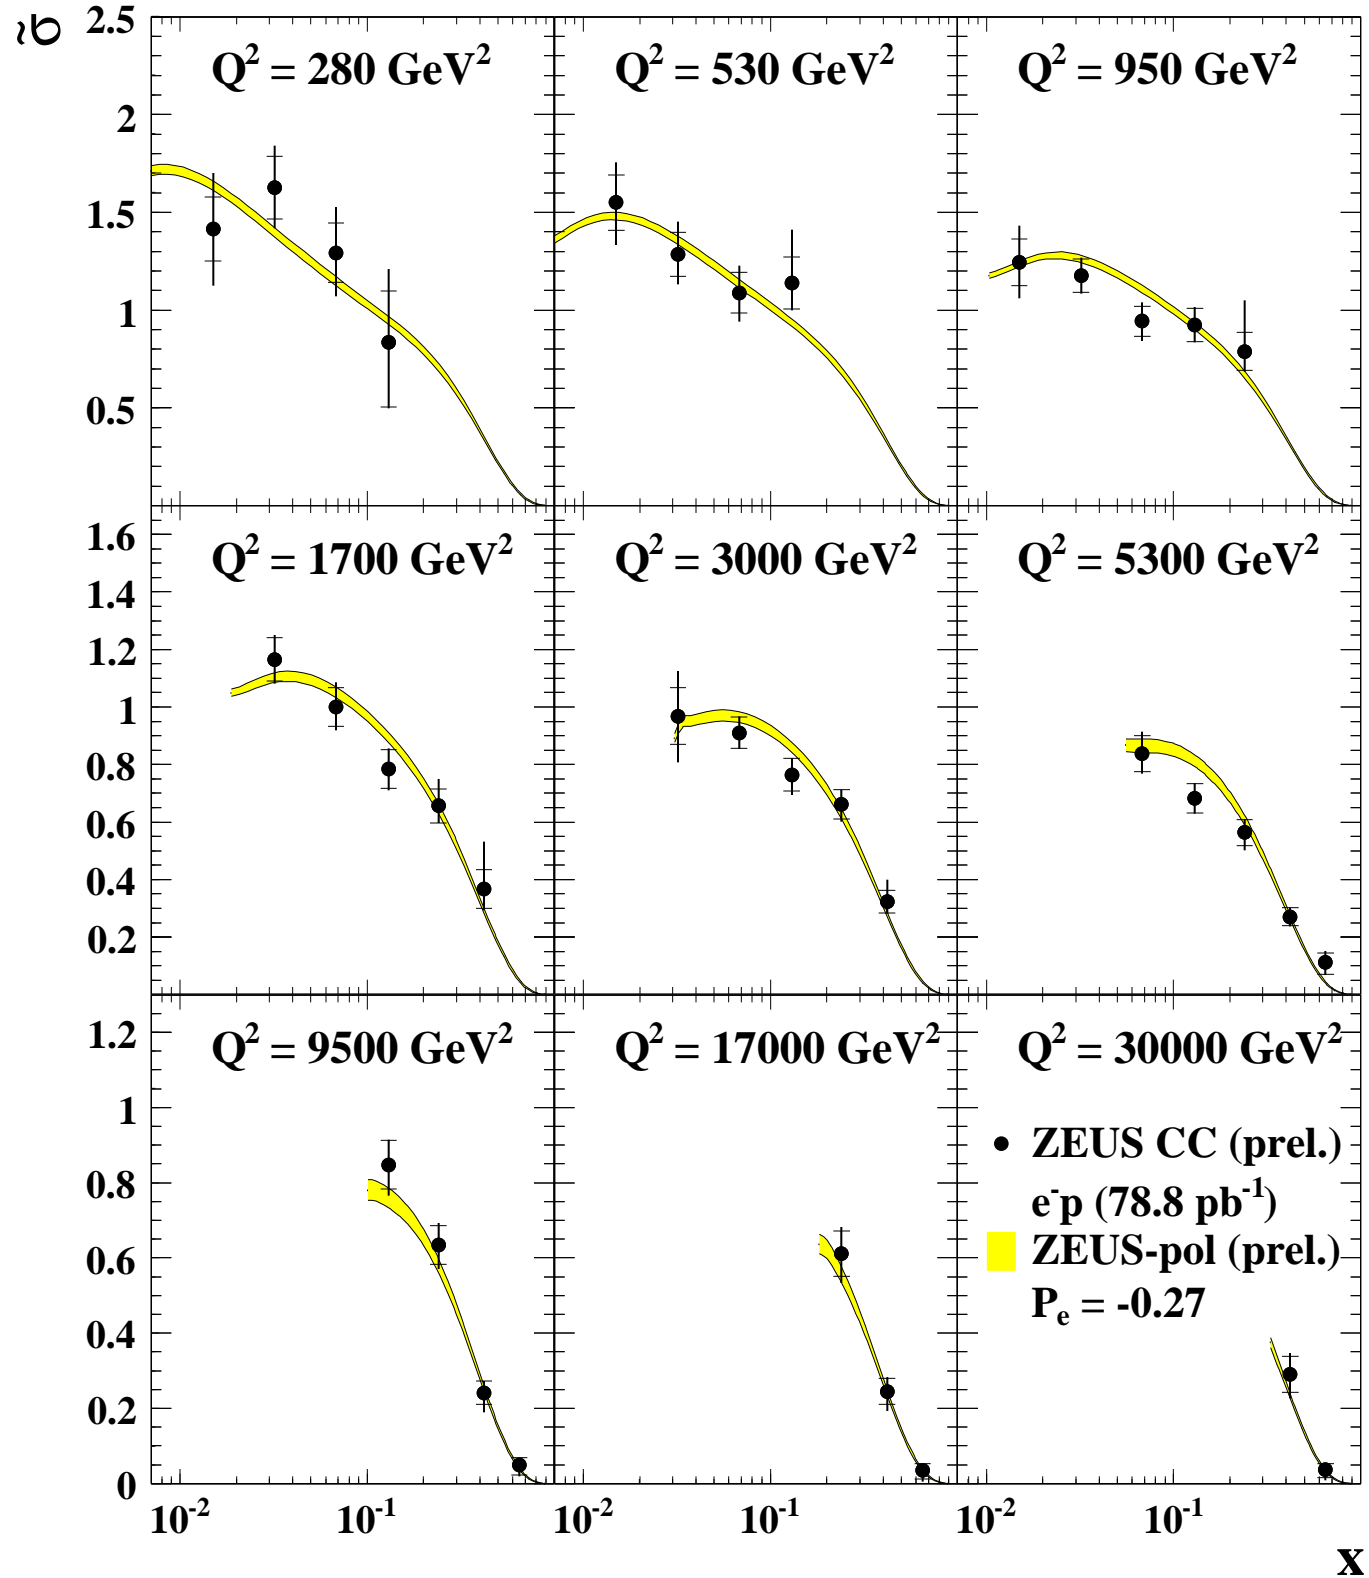 σ̃
2.5
Q² = 280 GeV²
Q² = 530 GeV²
Q² = 950 GeV²
2
1.5
1
0.5
1.6
Q² = 1700 GeV²
Q² = 3000 GeV²
Q² = 5300 GeV²
1.4
1.2
1
0.8
0.6
0.4
0.2
1.2
Q² = 9500 GeV²
Q² = 17000 GeV²
Q² = 30000 GeV²
1
ZEUS CC (prel.)
e⁻p (78.8 pb⁻¹)
ZEUS-pol (prel.)
Pₑ = -0.27
0.8
0.6
0.4
0.2
0
10⁻² 10⁻¹ 10⁻² 10⁻¹ 10⁻² 10⁻¹
x